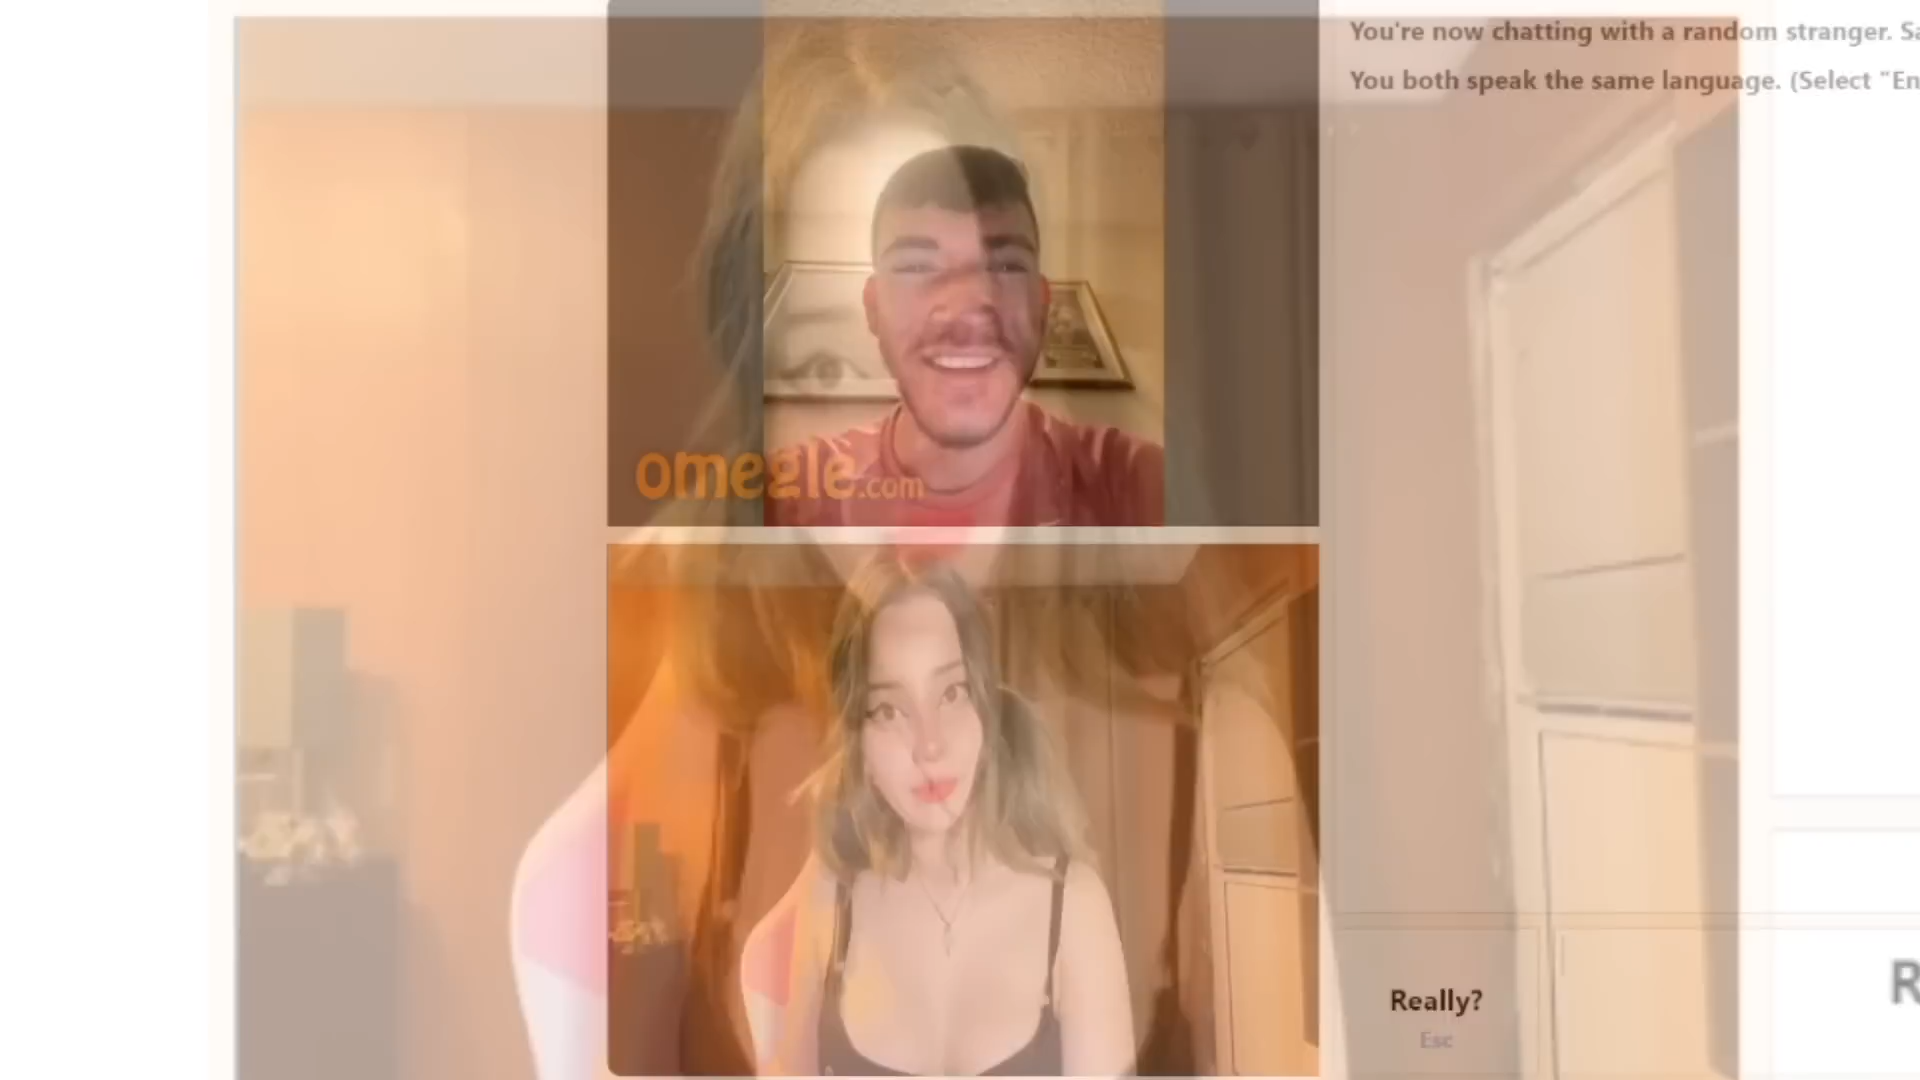 You're now chatting with a random stranger. Sa
You both speak the same language. (Select "En
omegle.com
Really?
Esc
R